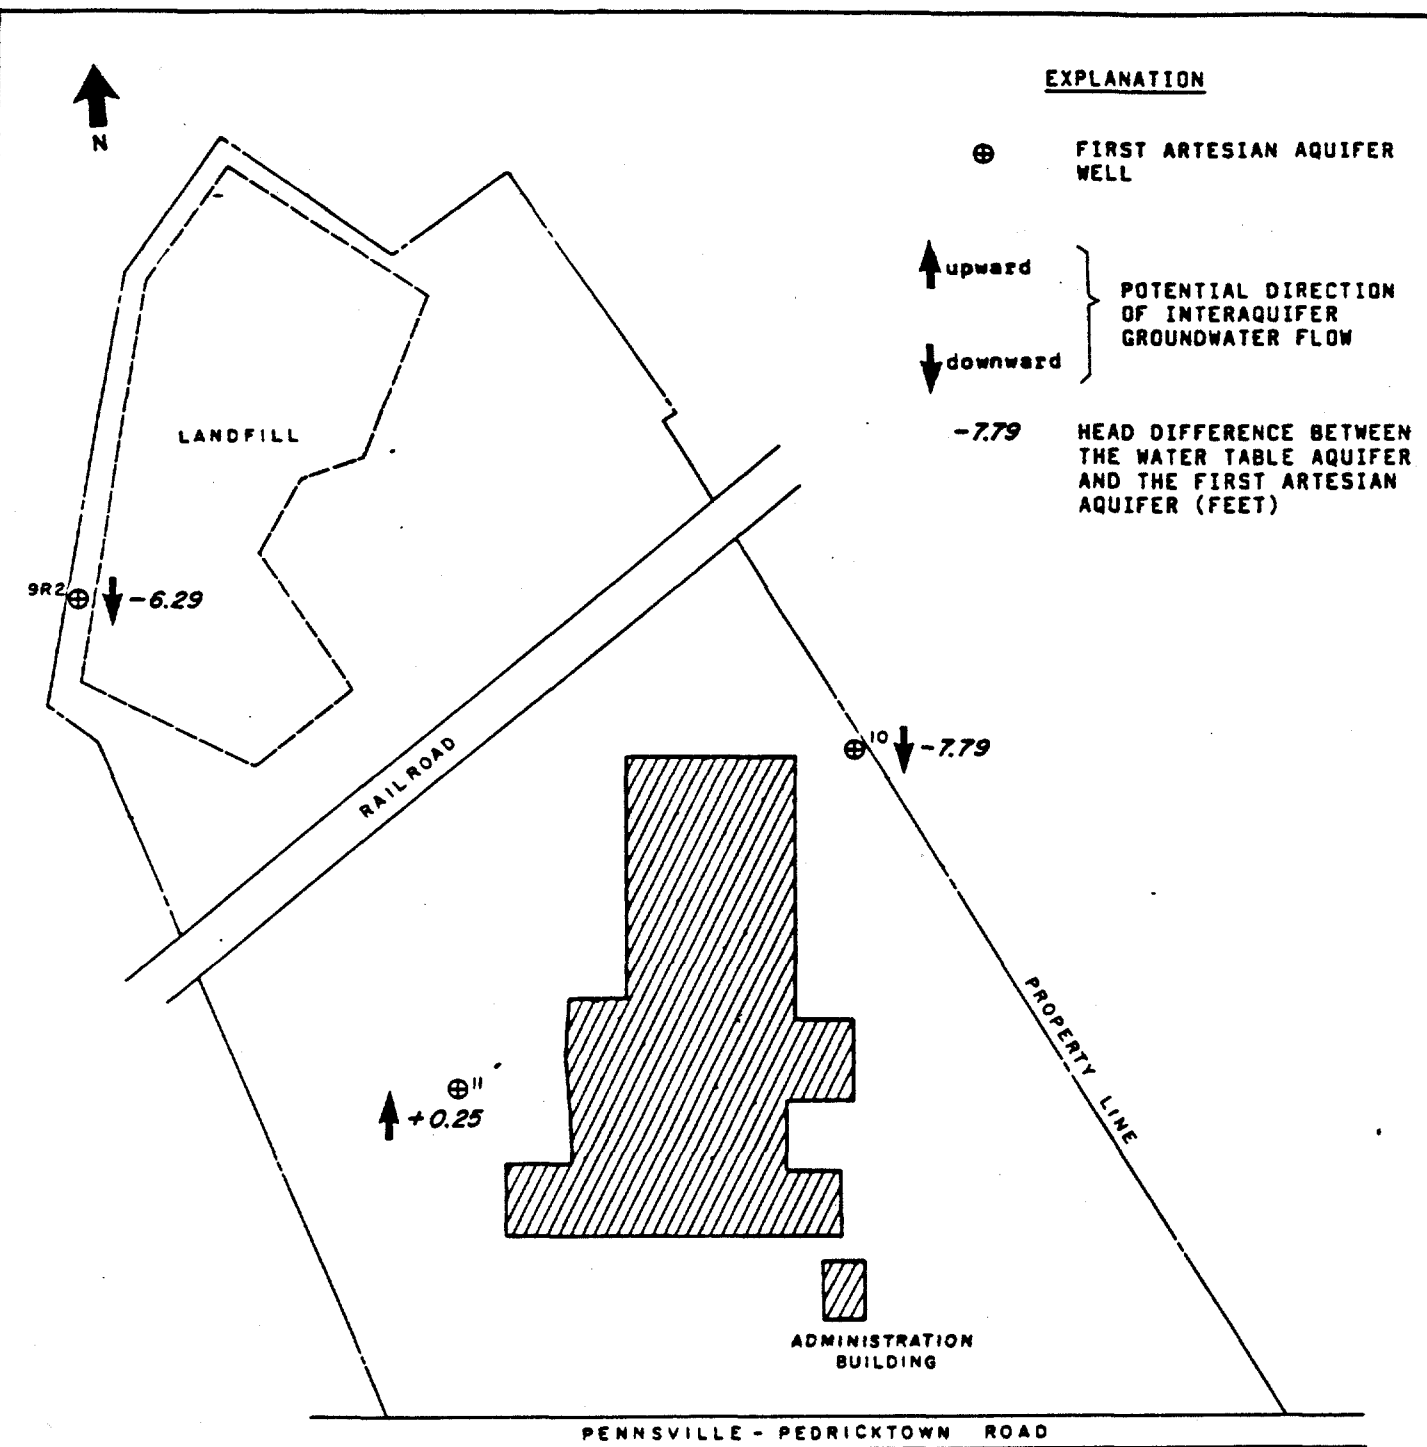 EXPLANATION
N
FIRST ARTESIAN AQUIFER
WELL
upward
POTENTIAL DIRECTION
OF INTERAQUIFER
GROUNDWATER FLOW
downward
-7.79
HEAD DIFFERENCE BETWEEN
THE WATER TABLE AQUIFER
AND THE FIRST ARTESIAN
AQUIFER (FEET)
LANDFILL
9R2
-6.29
RAILROAD
10
-7.79
PROPERTY LINE
11
+0.25
ADMINISTRATION
BUILDING
PENNSVILLE - PEDRICKTOWN ROAD